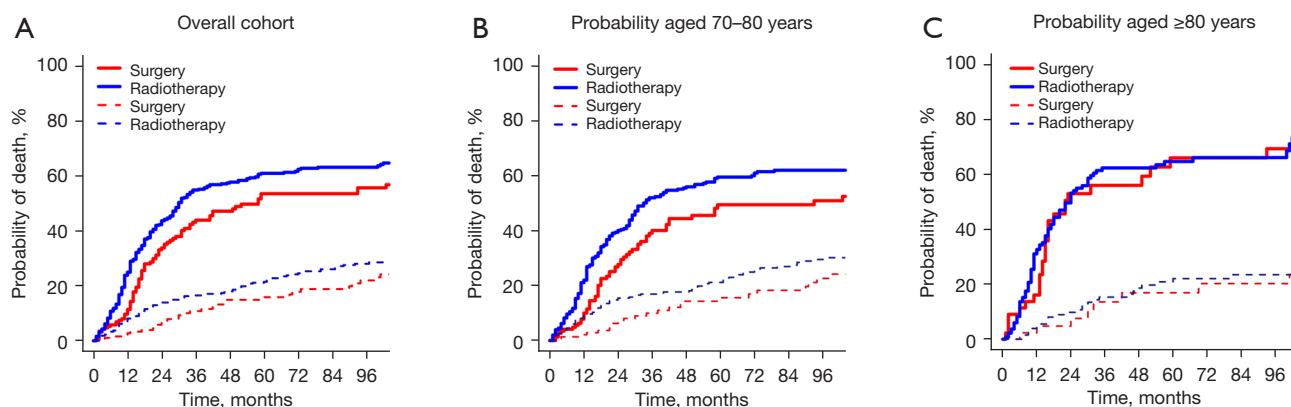 A
Overall cohort
Probability of death, %
100
80
60
40
20
0
Surgery
Radiotherapy
Surgery
Radiotherapy
0 12 24 36 48 60 72 84 96
Time, months
B
Probability aged 70–80 years
Probability of death, %
100
80
60
40
20
0
Surgery
Radiotherapy
Surgery
Radiotherapy
0 12 24 36 48 60 72 84 96
Time, months
C
Probability aged ≥80 years
Probability of death, %
100
80
60
40
20
0
Surgery
Radiotherapy
Surgery
Radiotherapy
0 12 24 36 48 60 72 84 96
Time, months